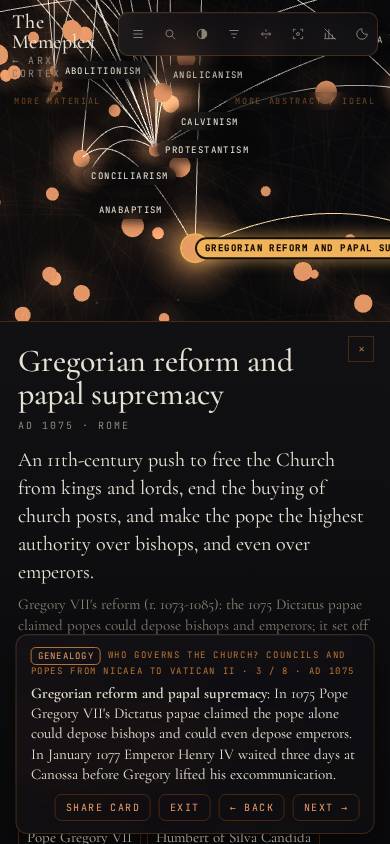 The
Memoplex
← ARX
CORTEX
ABOLITIONISM
ANGLICANISM
MORE MATERIAL
MORE ABSTRACT / IDEAL
CALVINISM
PROTESTANTISM
CONCILIARISM
ANABAPTISM
GREGORIAN REFORM AND PAPAL SU
×
Gregorian reform and
papal supremacy
AD 1075 · ROME
An 11th-century push to free the Church
from kings and lords, end the buying of
church posts, and make the pope the highest
authority over bishops, and even over
emperors.
Gregory VII's reform (r. 1073-1085): the 1075 Dictatus papae
claimed popes could depose bishops and emperors; it set off
GENEALOGY WHO GOVERNS THE CHURCH? COUNCILS AND
POPES FROM NICAEA TO VATICAN II · 3 / 8 · AD 1075
Gregorian reform and papal supremacy: In 1075 Pope
Gregory VII's Dictatus papae claimed the pope alone
could depose bishops and could even depose emperors.
In January 1077 Emperor Henry IV waited three days at
Canossa before Gregory lifted his excommunication.
SHARE CARD
EXIT
← BACK
NEXT →
Pope Gregory VII
Humbert of Silva Candida